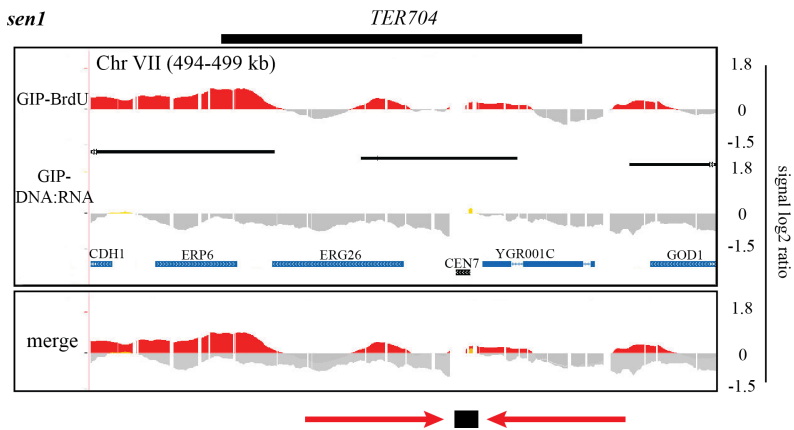 sen1
TER704
Chr VII (494-499 kb)
1.8
GIP-BrdU
0
-1.5
1.8
GIP-
DNA:RNA
0
-1.5
CDH1
ERP6
ERG26
CEN7
YGR001C
GOD1
signal log2 ratio
1.8
merge
0
-1.5